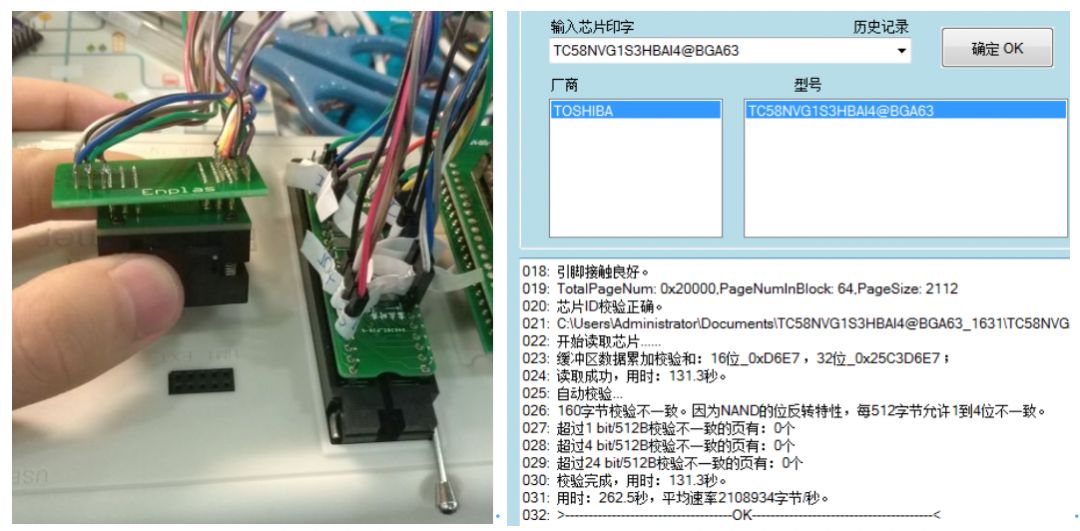 Enplas
输入芯片印字
历史记录
TC58NVG1S3HBAI4@BGA63
确定 OK
厂商
型号
TOSHIBA
TC58NVG1S3HBAI4@BGA63
018: 引脚接触良好。
019: TotalPageNum: 0x20000,PageNumInBlock: 64,PageSize: 2112
020: 芯片ID校验正确。
021: C:\Users\Administrator\Documents\TC58NVG1S3HBAI4@BGA63_1631\TC58NVG
022: 开始读取芯片......
023: 缓冲区数据累加校验和：16位_0xD6E7，32位_0x25C3D6E7；
024: 读取成功，用时：131.3秒。
025: 自动校验...
026: 160字节校验不一致。因为NAND的位反转特性，每512字节允许1到4位不一致。
027: 超过1 bit/512B校验不一致的页有：0个
028: 超过4 bit/512B校验不一致的页有：0个
029: 超过24 bit/512B校验不一致的页有：0个
030: 校验完成，用时：131.3秒。
031: 用时：262.5秒，平均速率2108934字节/秒。
032: >-----------------------------------OK-----------------------------------<